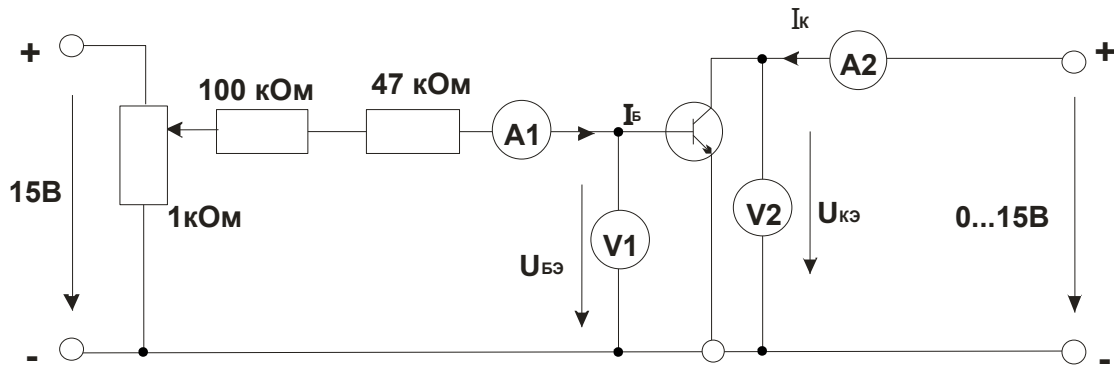 +
15В
-
1кОм
100 кОм
47 кОм
A1
IБ
UБЭ
V1
IК
A2
V2
UКЭ
0...15В
+
-